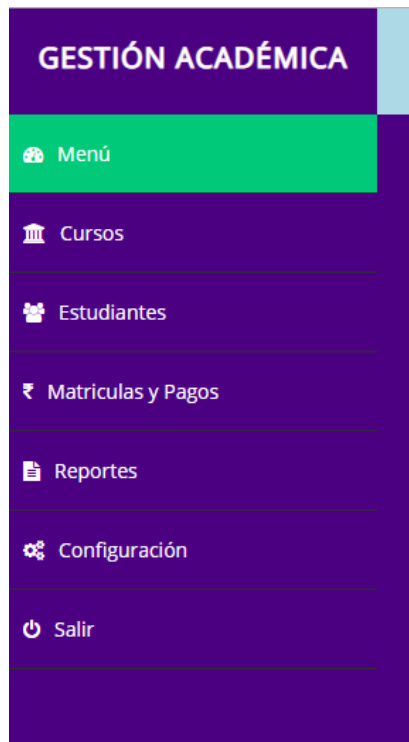 GESTIÓN ACADÉMICA
Menú
Cursos
Estudiantes
₹ Matriculas y Pagos
Reportes
Configuración
Salir